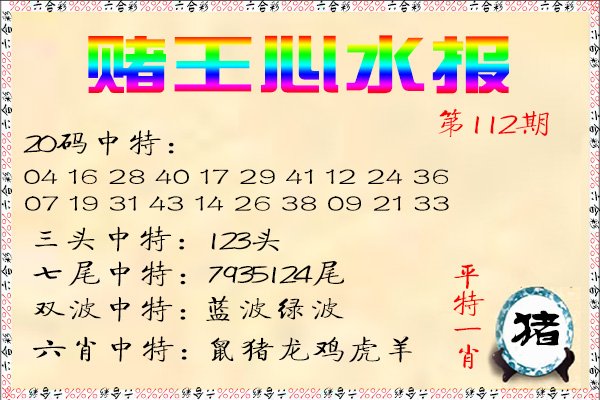 赌王心水报
第112期
20码中特：
04 16 28 40 17 29 41 12 24 36
07 19 31 43 14 26 38 09 21 33
三头中特：123头
七尾中特：7935124尾
双波中特：蓝波绿波
六肖中特：鼠猪龙鸡虎羊
平特一肖
猪